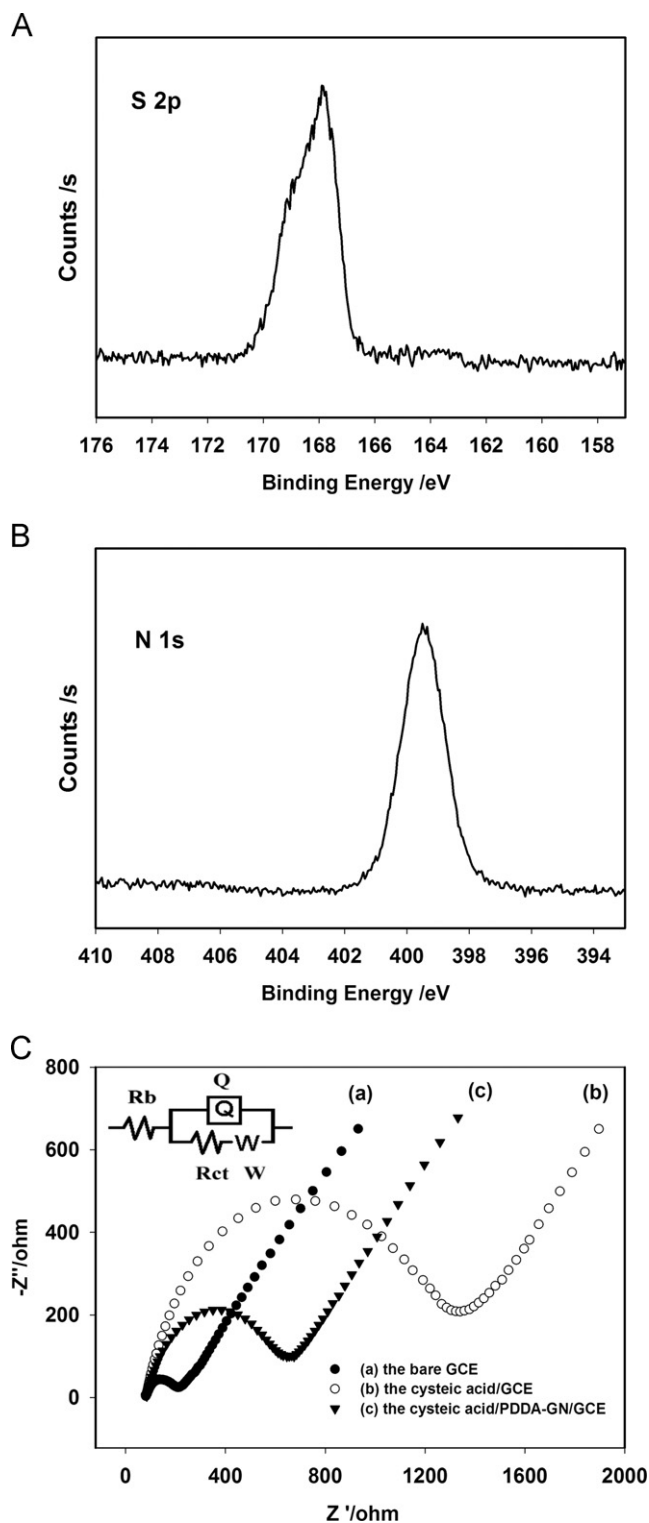 A
S 2p
Counts /s
176 174 172 170 168 166 164 162 160 158
Binding Energy /eV
B
N 1s
Counts /s
410 408 406 404 402 400 398 396 394
Binding Energy /eV
C
800
600
400
200
0
-Z''/ohm
Rb
Q
Q
Rct W
W
(a) (c) (b)
(a) the bare GCE
(b) the cysteic acid/GCE
(c) the cysteic acid/PDDA-GN/GCE
0 400 800 1200 1600 2000
Z '/ohm